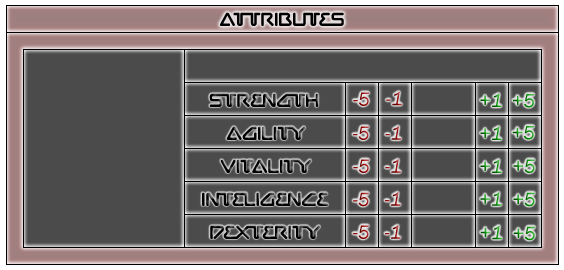 ATTRIBUTES
STRENGTH -5 -1 +1 +5
AGILITY -5 -1 +1 +5
VITALITY -5 -1 +1 +5
INTELIGENCE -5 -1 +1 +5
DEXTERITY -5 -1 +1 +5